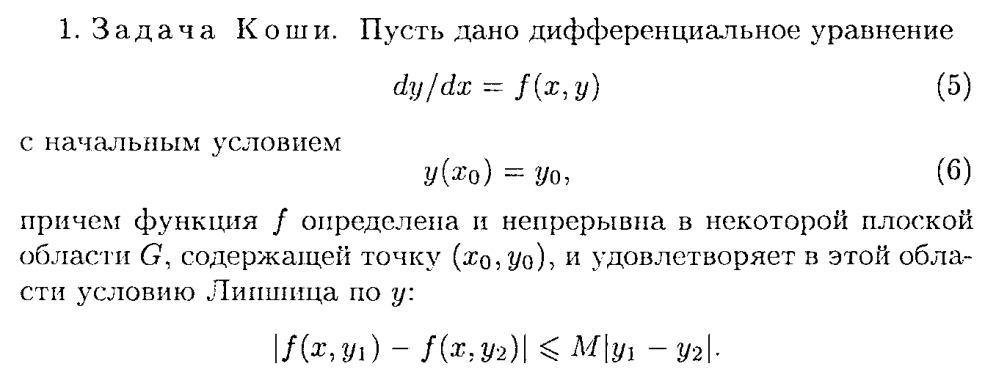 1. Задача Коши. Пусть дано дифференциальное уравнение
dy/dx = f(x, y) (5)
с начальным условием
y(x₀) = y₀, (6)
причем функция f определена и непрерывна в некоторой плоской
области G, содержащей точку (x₀, y₀), и удовлетворяет в этой обла-
сти условию Липшица по y:
|f(x, y₁) − f(x, y₂)| ⩽ M|y₁ − y₂|.